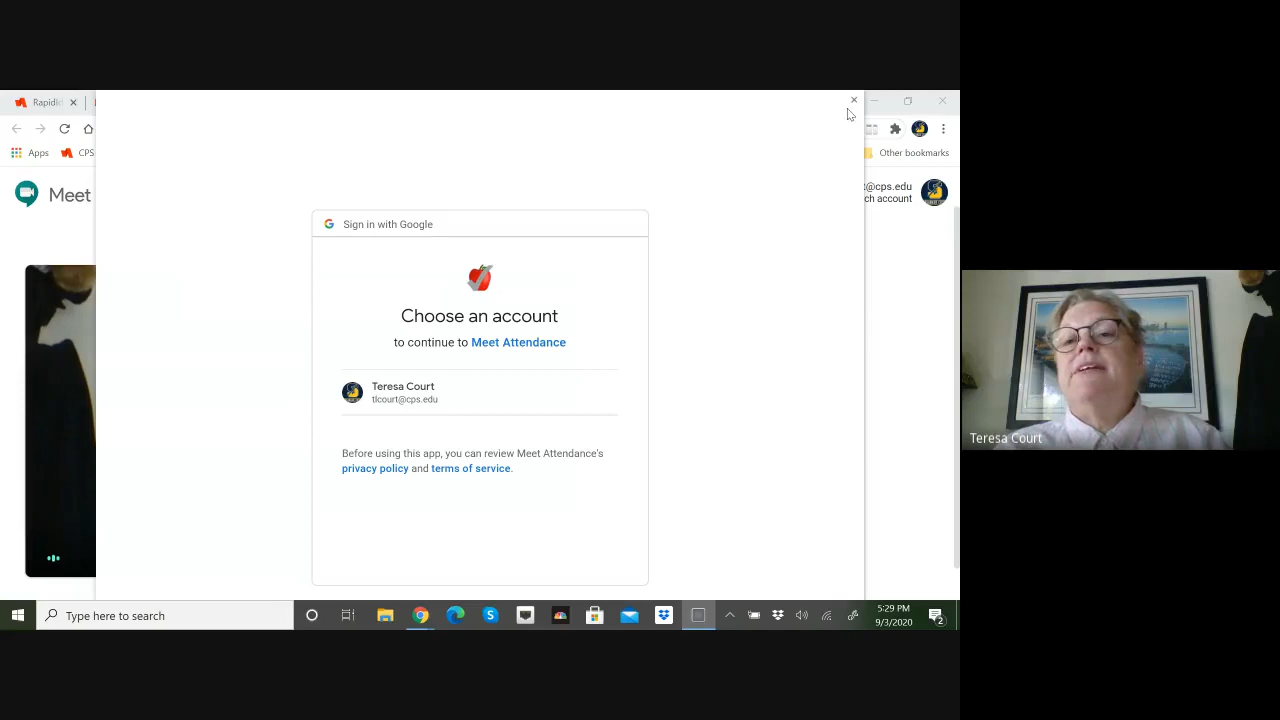 Rapidid
Apps
CPS
Other bookmarks
Meet
t@cps.edu
ch account
Sign in with Google
Choose an account
to continue to Meet Attendance
Teresa Court
tlcourt@cps.edu
Before using this app, you can review Meet Attendance's
privacy policy and terms of service.
Teresa Court
Type here to search
5:29 PM
9/3/2020
2